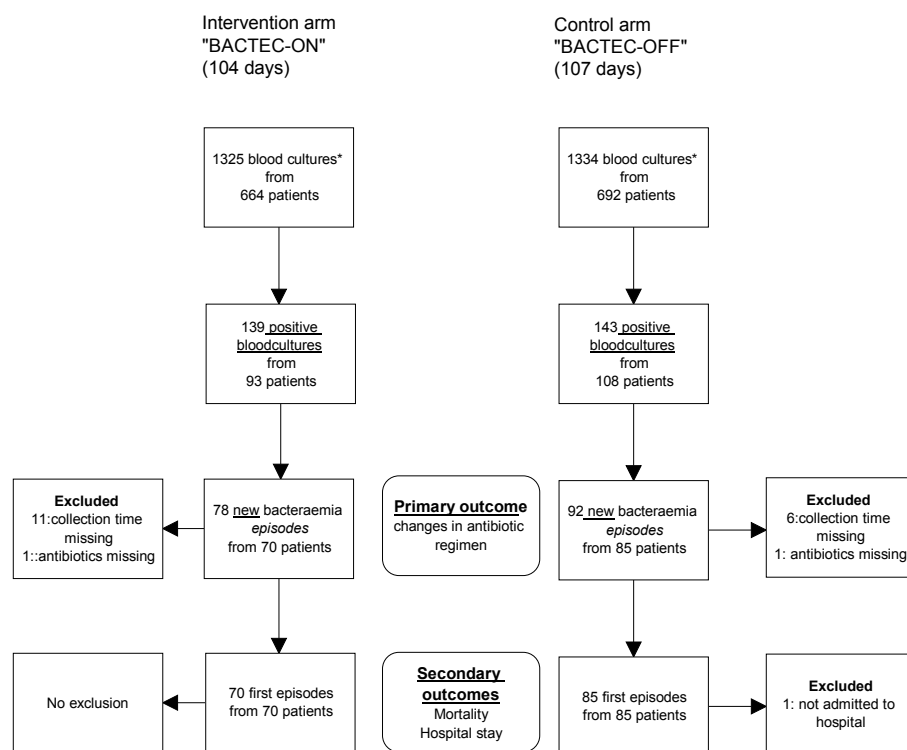 Intervention arm
"BACTEC-ON"
(104 days)
Control arm
"BACTEC-OFF"
(107 days)
1325 blood cultures*
from
664 patients
1334 blood cultures*
from
692 patients
139 positive
bloodcultures
from
93 patients
143 positive
bloodcultures
from
108 patients
Excluded
11:collection time
missing
1::antibiotics missing
78 new bacteraemia
episodes
from 70 patients
Primary outcome
changes in antibiotic
regimen
92 new bacteraemia
episodes
from 85 patients
Excluded
6:collection time
missing
1: antibiotics missing
No exclusion
70 first episodes
from 70 patients
Secondary
outcomes
Mortality
Hospital stay
85 first episodes
from 85 patients
Excluded
1: not admitted to
hospital